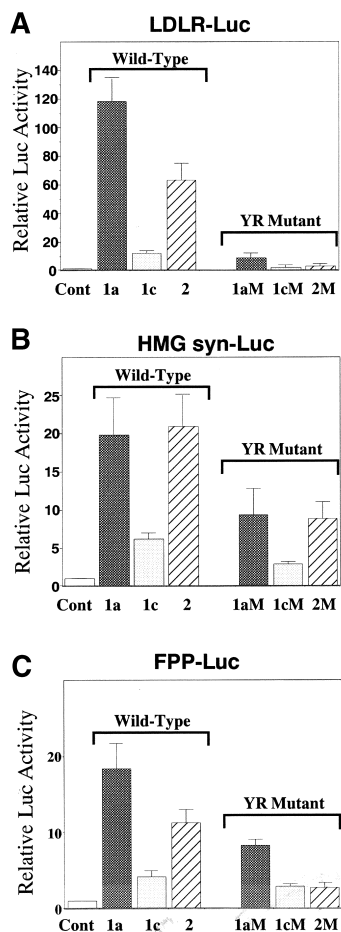 A
LDLR-Luc
Wild-Type
YR Mutant
Relative Luc Activity
140
120
100
80
60
40
20
0
Cont 1a 1c 2 1aM 1cM 2M
B
HMG syn-Luc
Wild-Type
YR Mutant
Relative Luc Activity
25
20
15
10
5
0
Cont 1a 1c 2 1aM 1cM 2M
C
FPP-Luc
Wild-Type
YR Mutant
Relative Luc Activity
20
10
0
Cont 1a 1c 2 1aM 1cM 2M